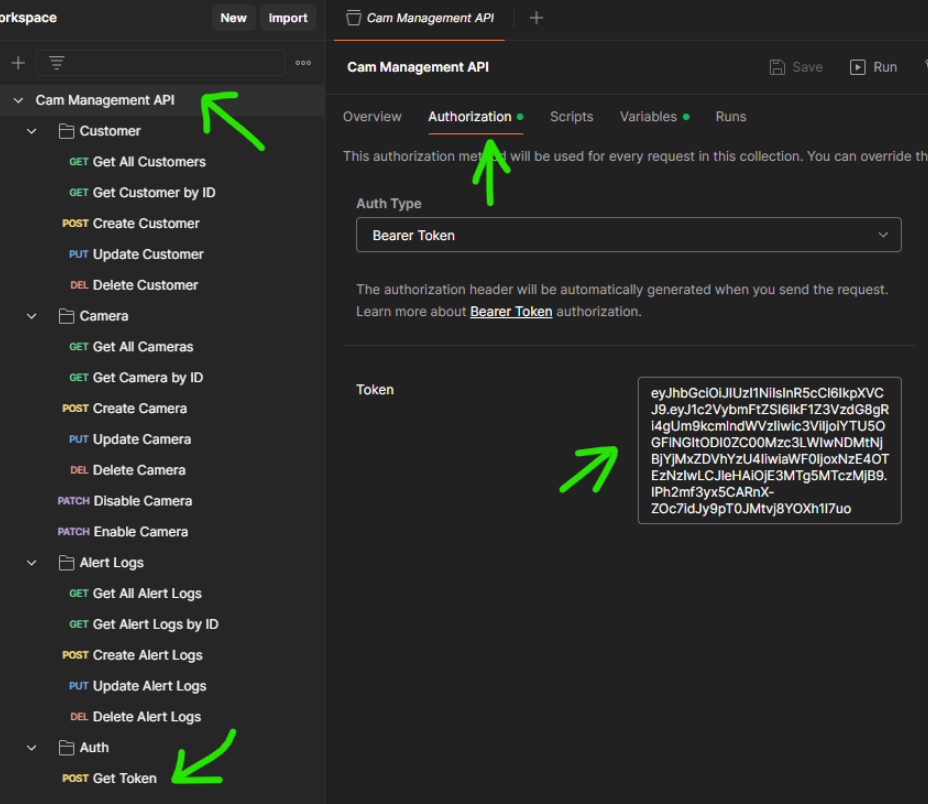 orkspace
New
Import
Cam Management API
Customer
GET Get All Customers
GET Get Customer by ID
POST Create Customer
PUT Update Customer
DEL Delete Customer
Camera
GET Get All Cameras
GET Get Camera by ID
POST Create Camera
PUT Update Camera
DEL Delete Camera
PATCH Disable Camera
PATCH Enable Camera
Alert Logs
GET Get All Alert Logs
GET Get Alert Logs by ID
POST Create Alert Logs
PUT Update Alert Logs
DEL Delete Alert Logs
Auth
POST Get Token
Cam Management API
Cam Management API
Save
Run
Overview
Authorization
Scripts
Variables
Runs
This authorization method will be used for every request in this collection. You can override th
Auth Type
Bearer Token
The authorization header will be automatically generated when you send the request.
Learn more about Bearer Token authorization.
Token